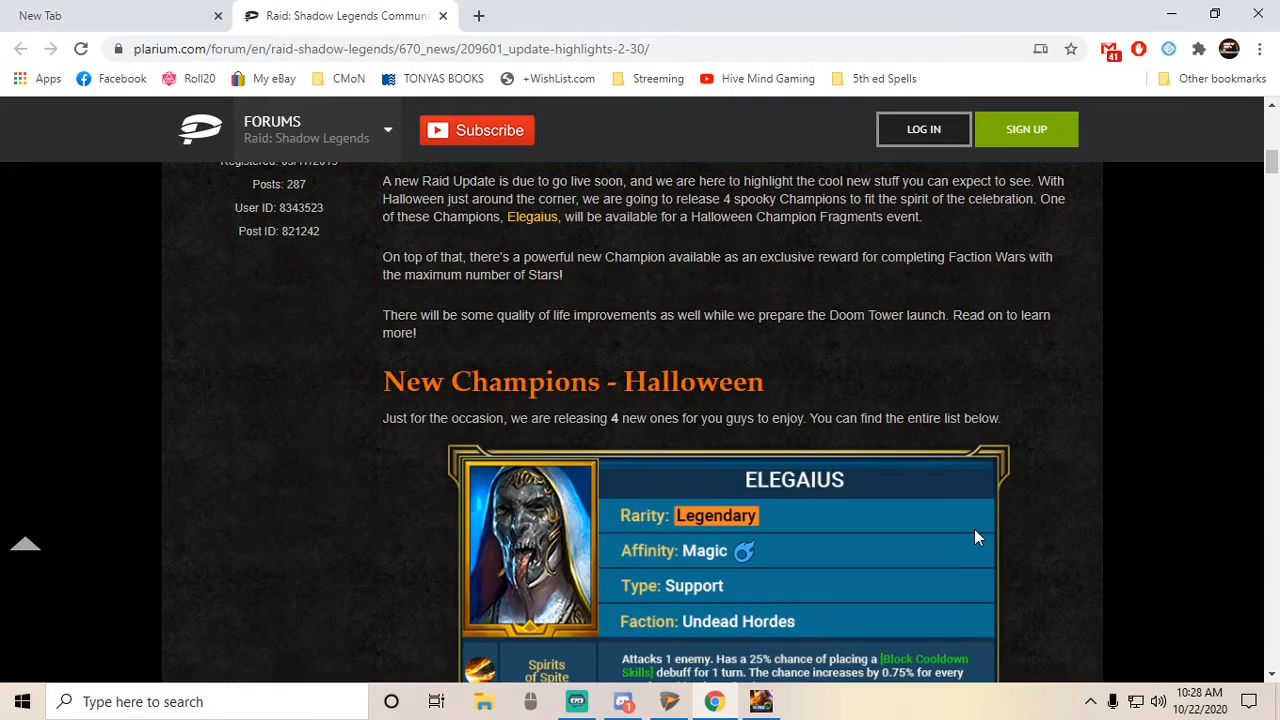 New Tab
Raid: Shadow Legends Commun
plarium.com/forum/en/raid-shadow-legends/670_news/209601_update-highlights-2-30/
41
Apps
Facebook
Roll20
My eBay
CMoN
TONYAS BOOKS
+WishList.com
Streeming
Hive Mind Gaming
5th ed Spells
Other bookmarks
FORUMS
Raid: Shadow Legends
Subscribe
LOG IN
SIGN UP
Posts: 287
User ID: 8343523
Post ID: 821242
A new Raid Update is due to go live soon, and we are here to highlight the cool new stuff you can expect to see. With
Halloween just around the corner, we are going to release 4 spooky Champions to fit the spirit of the celebration. One
of these Champions, Elegaius, will be available for a Halloween Champion Fragments event.
On top of that, there's a powerful new Champion available as an exclusive reward for completing Faction Wars with
the maximum number of Stars!
There will be some quality of life improvements as well while we prepare the Doom Tower launch. Read on to learn
more!
New Champions - Halloween
Just for the occasion, we are releasing 4 new ones for you guys to enjoy. You can find the entire list below.
ELEGAIUS
Rarity: Legendary
Affinity: Magic
Type: Support
Faction: Undead Hordes
Spirits
of Spite
Attacks 1 enemy. Has a 25% chance of placing a [Block Cooldown
Skills] debuff for 1 turn. The chance increases by 0.75% for every
Type here to search
1
10:28 AM
10/22/2020